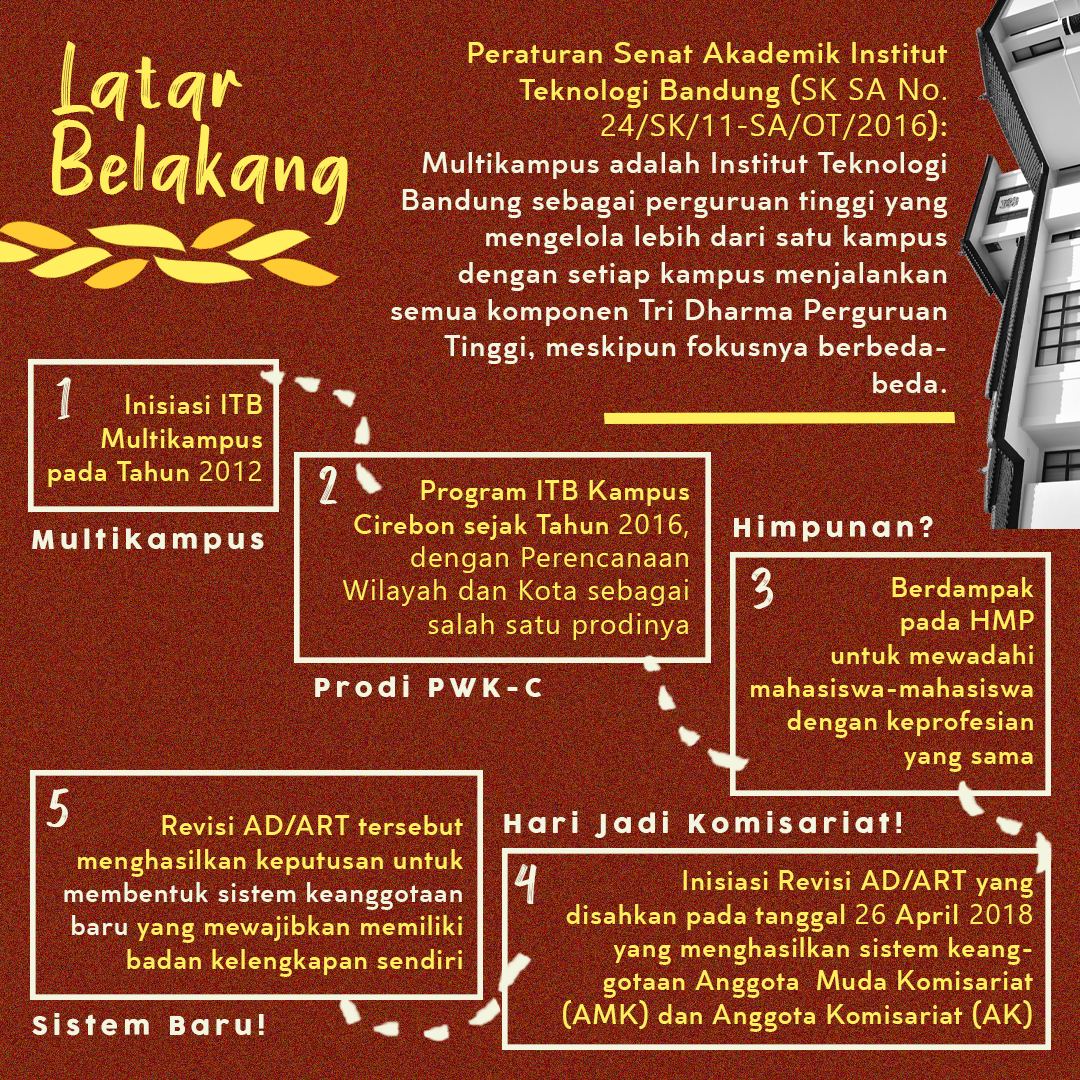 Latar
Belakang
Peraturan Senat Akademik Institut
Teknologi Bandung (SK SA No.
24/SK/11-SA/OT/2016):
Multikampus adalah Institut Teknologi
Bandung sebagai perguruan tinggi yang
mengelola lebih dari satu kampus
dengan setiap kampus menjalankan
semua komponen Tri Dharma Perguruan
Tinggi, meskipun fokusnya berbeda-
beda.
1
Inisiasi ITB
Multikampus
pada Tahun 2012
Multikampus
2
Program ITB Kampus
Cirebon sejak Tahun 2016,
dengan Perencanaan
Wilayah dan Kota sebagai
salah satu prodinya
Prodi PWK-C
Himpunan?
3
Berdampak
pada HMP
untuk mewadahi
mahasiswa-mahasiswa
dengan keprofesian
yang sama
Hari Jadi Komisariat!
4
Inisiasi Revisi AD/ART yang
disahkan pada tanggal 26 April 2018
yang menghasilkan sistem keang-
gotaan Anggota  Muda Komisariat
(AMK) dan Anggota Komisariat (AK)
5
Revisi AD/ART tersebut
menghasilkan keputusan untuk
membentuk sistem keanggotaan
baru yang mewajibkan memiliki
badan kelengkapan sendiri
Sistem Baru!